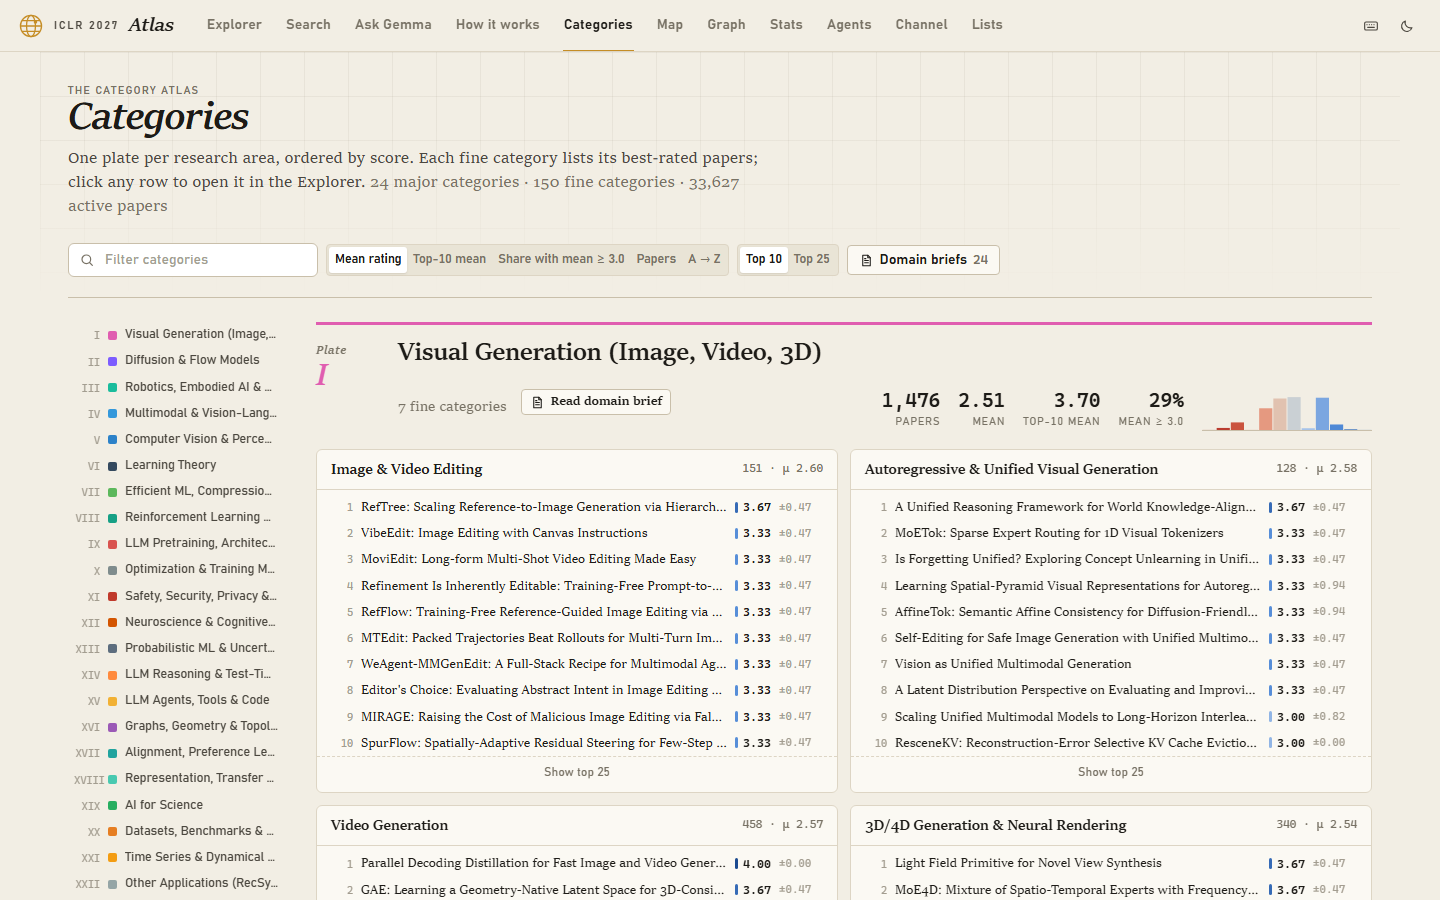 ICLR 2027 Atlas Explorer Search Ask Gemma How it works Categories Map Graph Stats Agents Channel Lists
THE CATEGORY ATLAS
Categories
One plate per research area, ordered by score. Each fine category lists its best-rated papers;
click any row to open it in the Explorer. 24 major categories · 150 fine categories · 33,627
active papers
Filter categories Mean rating Top-10 mean Share with mean ≥ 3.0 Papers A → Z Top 10 Top 25 Domain briefs 24
I Visual Generation (Image,...
II Diffusion & Flow Models
III Robotics, Embodied AI & ...
IV Multimodal & Vision-Lang...
V Computer Vision & Perce...
VI Learning Theory
VII Efficient ML, Compressio...
VIII Reinforcement Learning ...
IX LLM Pretraining, Architec...
X Optimization & Training M...
XI Safety, Security, Privacy &...
XII Neuroscience & Cognitive...
XIII Probabilistic ML & Uncert...
XIV LLM Reasoning & Test-Ti...
XV LLM Agents, Tools & Code
XVI Graphs, Geometry & Topol...
XVII Alignment, Preference Le...
XVIII Representation, Transfer ...
XIX AI for Science
XX Datasets, Benchmarks & ...
XXI Time Series & Dynamical ...
XXII Other Applications (RecSy...
Plate
I
Visual Generation (Image, Video, 3D)
7 fine categories Read domain brief
1,476 2.51 3.70 29%
PAPERS MEAN TOP-10 MEAN MEAN ≥ 3.0
Image & Video Editing 151 · μ 2.60
1 RefTree: Scaling Reference-to-Image Generation via Hierarch... 3.67 ±0.47
2 VibeEdit: Image Editing with Canvas Instructions 3.33 ±0.47
3 MoviEdit: Long-form Multi-Shot Video Editing Made Easy 3.33 ±0.47
4 Refinement Is Inherently Editable: Training-Free Prompt-to-... 3.33 ±0.47
5 RefFlow: Training-Free Reference-Guided Image Editing via ... 3.33 ±0.47
6 MTEdit: Packed Trajectories Beat Rollouts for Multi-Turn Im... 3.33 ±0.47
7 WeAgent-MMGenEdit: A Full-Stack Recipe for Multimodal Ag... 3.33 ±0.47
8 Editor's Choice: Evaluating Abstract Intent in Image Editing ... 3.33 ±0.47
9 MIRAGE: Raising the Cost of Malicious Image Editing via Fal... 3.33 ±0.47
10 SpurFlow: Spatially-Adaptive Residual Steering for Few-Step ... 3.33 ±0.47
Show top 25
Autoregressive & Unified Visual Generation 128 · μ 2.58
1 A Unified Reasoning Framework for World Knowledge-Align... 3.67 ±0.47
2 MoETok: Sparse Expert Routing for 1D Visual Tokenizers 3.33 ±0.47
3 Is Forgetting Unified? Exploring Concept Unlearning in Unifi... 3.33 ±0.47
4 Learning Spatial-Pyramid Visual Representations for Autoreg... 3.33 ±0.94
5 AffineTok: Semantic Affine Consistency for Diffusion-Friendl... 3.33 ±0.94
6 Self-Editing for Safe Image Generation with Unified Multimo... 3.33 ±0.47
7 Vision as Unified Multimodal Generation 3.33 ±0.47
8 A Latent Distribution Perspective on Evaluating and Improvi... 3.33 ±0.47
9 Scaling Unified Multimodal Models to Long-Horizon Interlea... 3.00 ±0.82
10 ResceneKV: Reconstruction-Error Selective KV Cache Evictio... 3.00 ±0.00
Show top 25
Video Generation 458 · μ 2.57
1 Parallel Decoding Distillation for Fast Image and Video Gener... 4.00 ±0.00
2 GAE: Learning a Geometry-Native Latent Space for 3D-Consi... 3.67 ±0.47
3D/4D Generation & Neural Rendering 340 · μ 2.54
1 Light Field Primitive for Novel View Synthesis 3.67 ±0.47
2 MoE4D: Mixture of Spatio-Temporal Experts with Frequency... 3.67 ±0.47